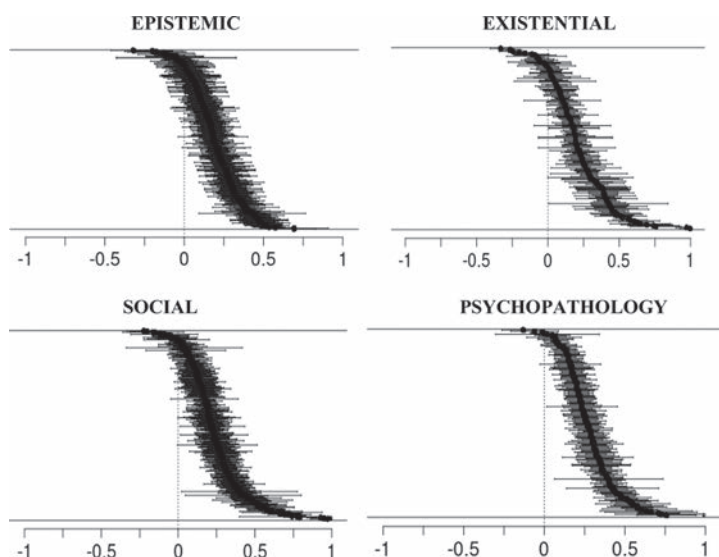 EPISTEMIC
EXISTENTIAL
-1 -0.5 0 0.5 1
-1 -0.5 0 0.5 1
SOCIAL
PSYCHOPATHOLOGY
-1 -0.5 0 0.5 1
-1 -0.5 0 0.5 1